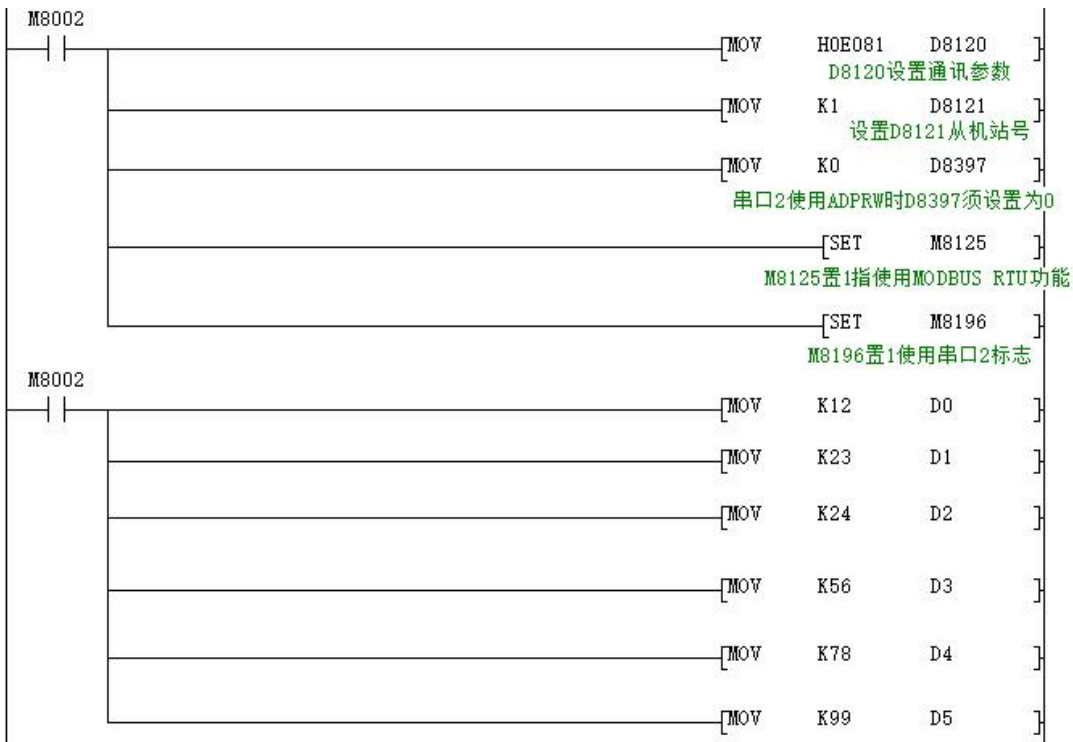 M8002
[MOV H0E081 D8120 ]
D8120设置通讯参数
[MOV K1 D8121 ]
设置D8121从机站号
[MOV K0 D8397 ]
串口2使用ADPRW时D8397须设置为0
[SET M8125 ]
M8125置1指使用MODBUS RTU功能
[SET M8196 ]
M8196置1使用串口2标志
M8002
[MOV K12 D0 ]
[MOV K23 D1 ]
[MOV K24 D2 ]
[MOV K56 D3 ]
[MOV K78 D4 ]
[MOV K99 D5 ]